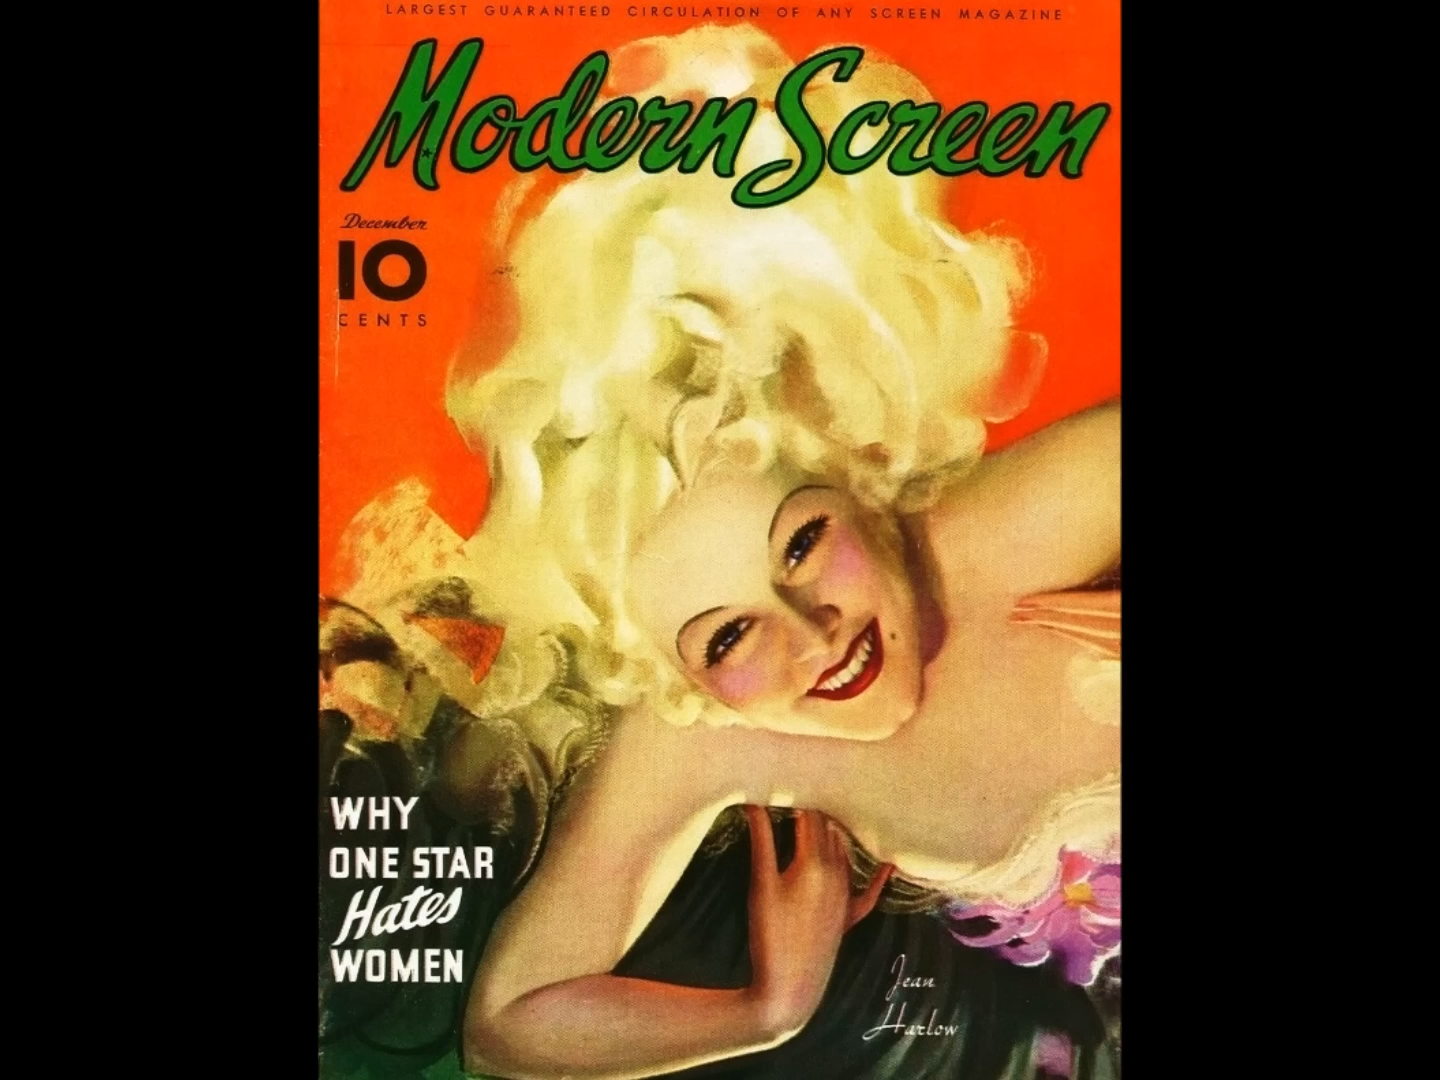 LARGEST GUARANTEED CIRCULATION OF ANY SCREEN MAGAZINE
Modern Screen
December
10
CENTS
WHY
ONE STAR
Hates
WOMEN
Jean
Harlow